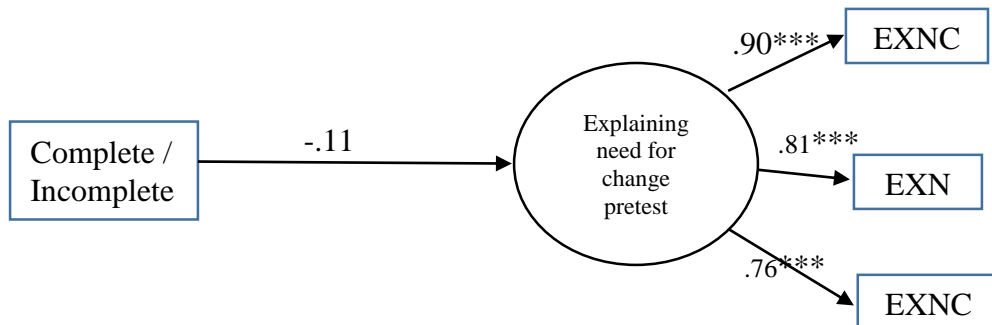 .90***
EXNC
Complete /
Incomplete
-.11
Explaining
need for
change
pretest
.81***
EXN
.76***
EXNC